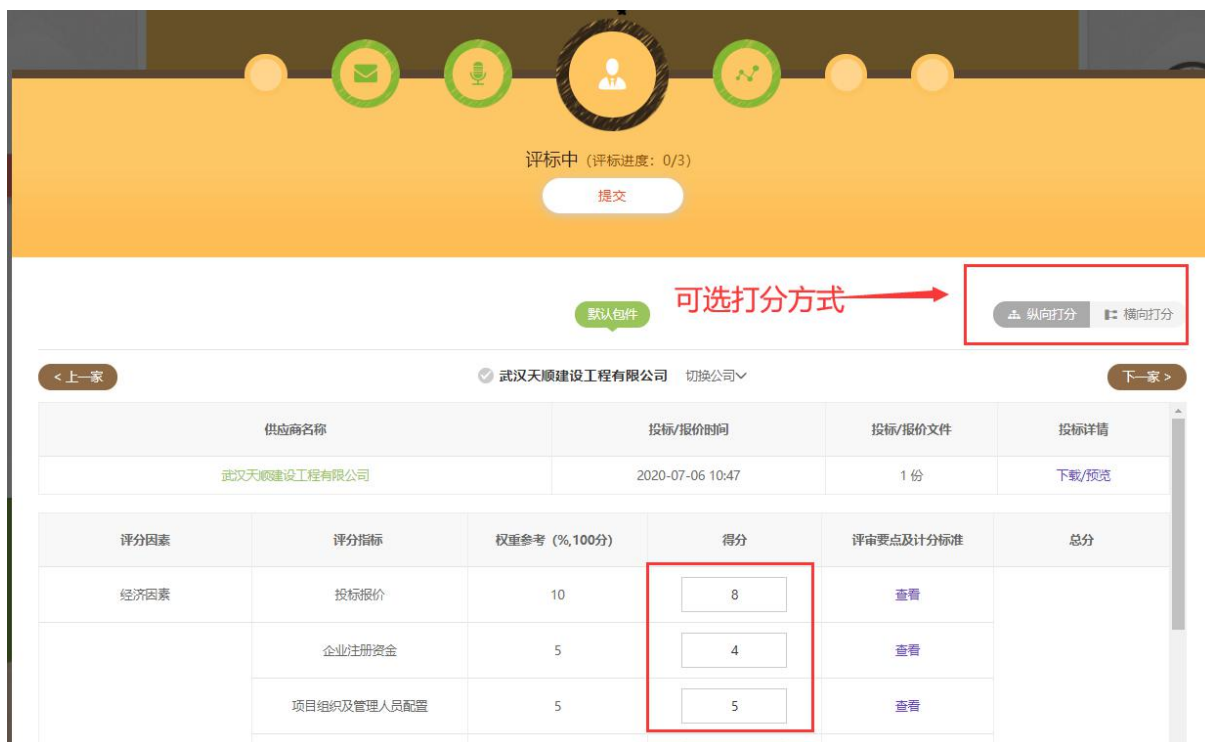 评标中（评标进度：0/3）
提交
可选打分方式
默认包件
纵向打分 横向打分
<上一家 武汉天顺建设工程有限公司 切换公司 下一家>
供应商名称 投标/报价时间 投标/报价文件 投标详情
武汉天顺建设工程有限公司 2020-07-06 10:47 1 份 下载/预览
评分因素 评分指标 权重参考（%,100分） 得分 评审要点及计分标准 总分
经济因素 投标报价 10 8 查看
企业注册资金 5 4 查看
项目组织及管理人员配置 5 5 查看